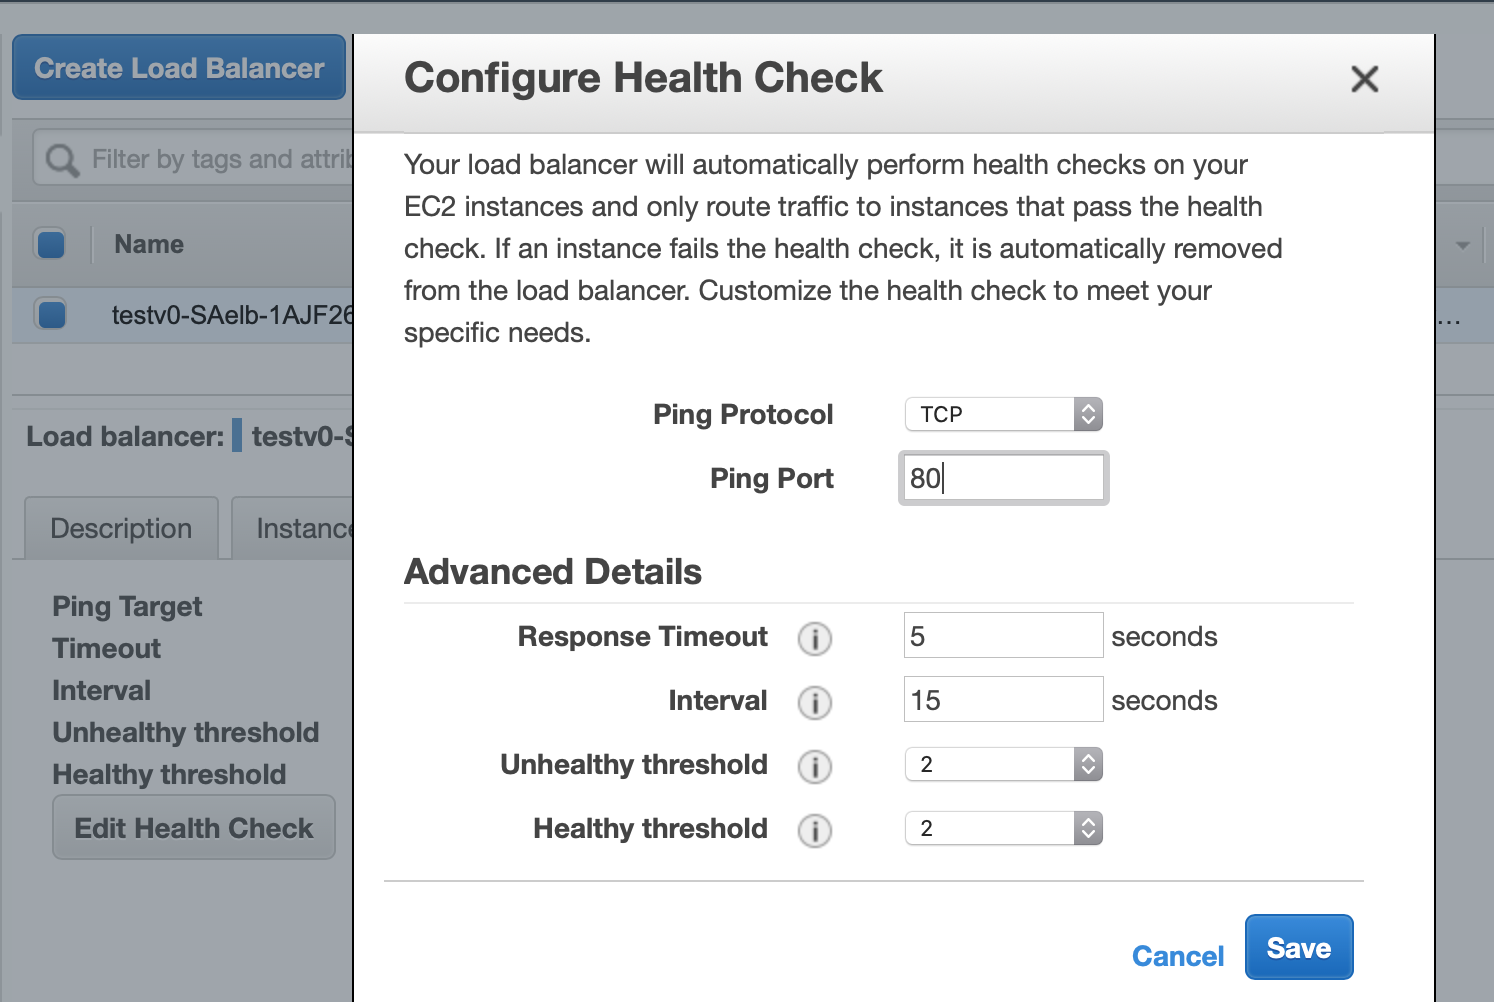 Create Load Balancer
Filter by tags and attrib
Name
testv0-SAelb-1AJF26
...
Load balancer: testv0-S
Description
Instance
Ping Target
Timeout
Interval
Unhealthy threshold
Healthy threshold
Edit Health Check
Configure Health Check
Your load balancer will automatically perform health checks on your
EC2 instances and only route traffic to instances that pass the health
check. If an instance fails the health check, it is automatically removed
from the load balancer. Customize the health check to meet your
specific needs.
Ping Protocol TCP
Ping Port 80
Advanced Details
Response Timeout i 5 seconds
Interval i 15 seconds
Unhealthy threshold i 2
Healthy threshold i 2
Cancel Save